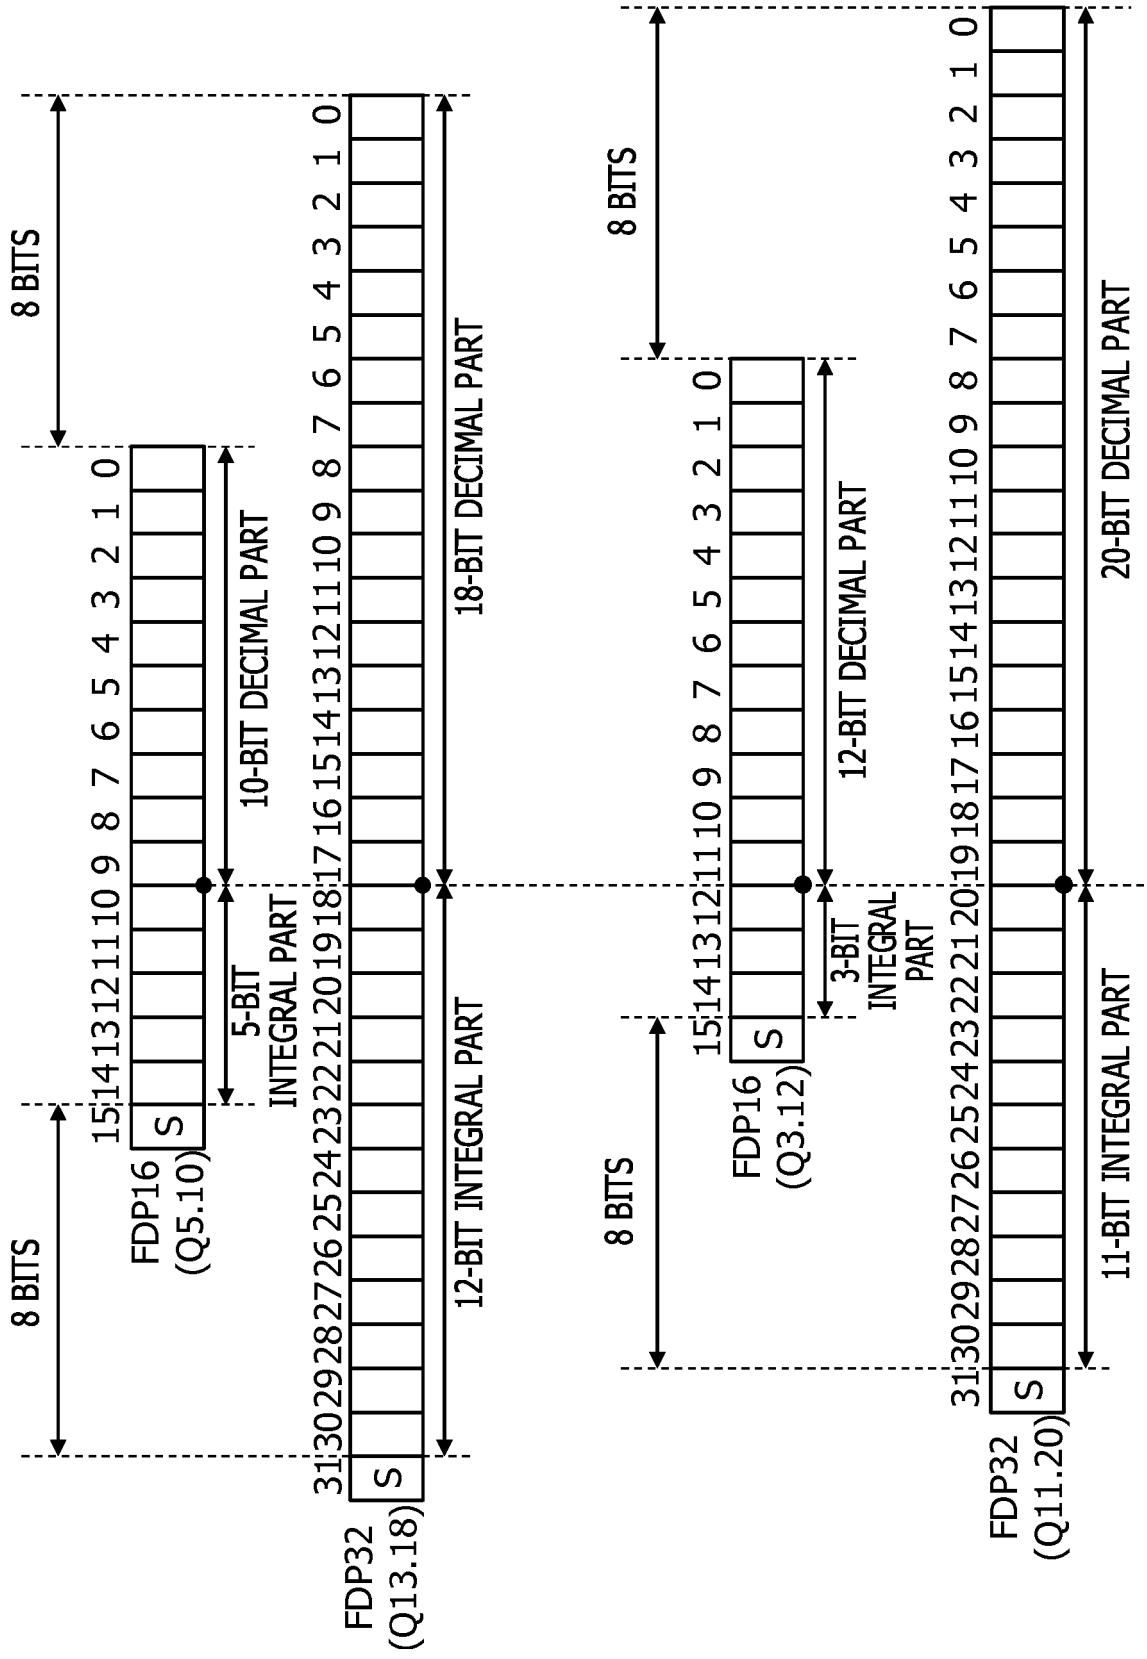 8 BITS 8 BITS
15 14 13 12 11 10 9 8 7 6 5 4 3 2 1 0
FDP16
(Q5.10)
S
5-BIT
INTEGRAL PART
10-BIT DECIMAL PART
31 30 29 28 27 26 25 24 23 22 21 20 19 18 17 16 15 14 13 12 11 10 9 8 7 6 5 4 3 2 1 0
FDP32
(Q13.18)
S
12-BIT INTEGRAL PART 18-BIT DECIMAL PART
8 BITS 8 BITS
15 14 13 12 11 10 9 8 7 6 5 4 3 2 1 0
FDP16
(Q3.12)
S
3-BIT
INTEGRAL
PART
12-BIT DECIMAL PART
31 30 29 28 27 26 25 24 23 22 21 20 19 18 17 16 15 14 13 12 11 10 9 8 7 6 5 4 3 2 1 0
FDP32
(Q11.20)
S
11-BIT INTEGRAL PART 20-BIT DECIMAL PART